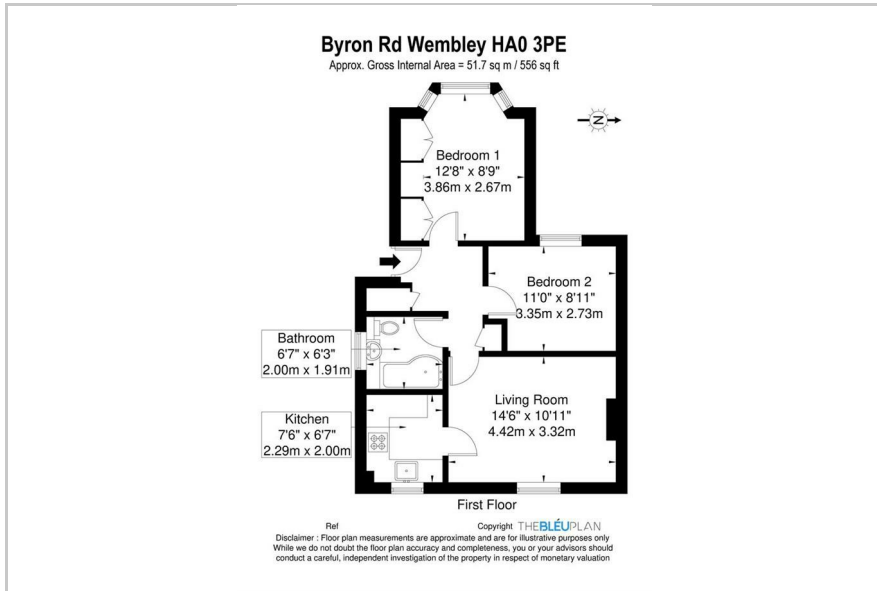 Byron Rd Wembley HA0 3PE
Approx. Gross Internal Area = 51.7 sq m / 556 sq ft
N
Bedroom 1
12'8" x 8'9"
3.86m x 2.67m
Bedroom 2
11'0" x 8'11"
3.35m x 2.73m
Bathroom
6'7" x 6'3"
2.00m x 1.91m
Living Room
14'6" x 10'11"
4.42m x 3.32m
Kitchen
7'6" x 6'7"
2.29m x 2.00m
First Floor
Ref Copyright THEBLÉUPLAN
Disclaimer : Floor plan measurements are approximate and are for illustrative purposes only
While we do not doubt the floor plan accuracy and completeness, you or your advisors should
conduct a careful, independent investigation of the property in respect of monetary valuation